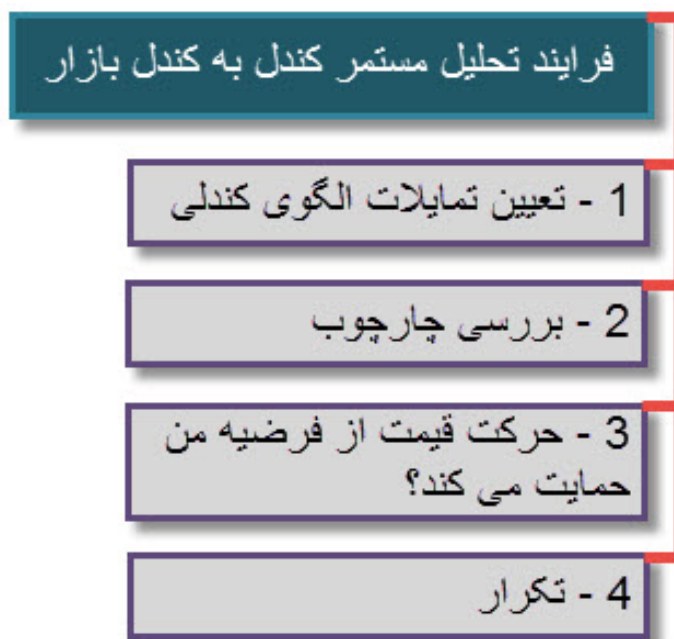 فرایند تحلیل مستمر کندل به کندل بازار
1 - تعیین تمایلات الگوی کندلی
2 - بررسی چارچوب
3 - حرکت قیمت از فرضیه من
حمایت می کند؟
4 - تکرار